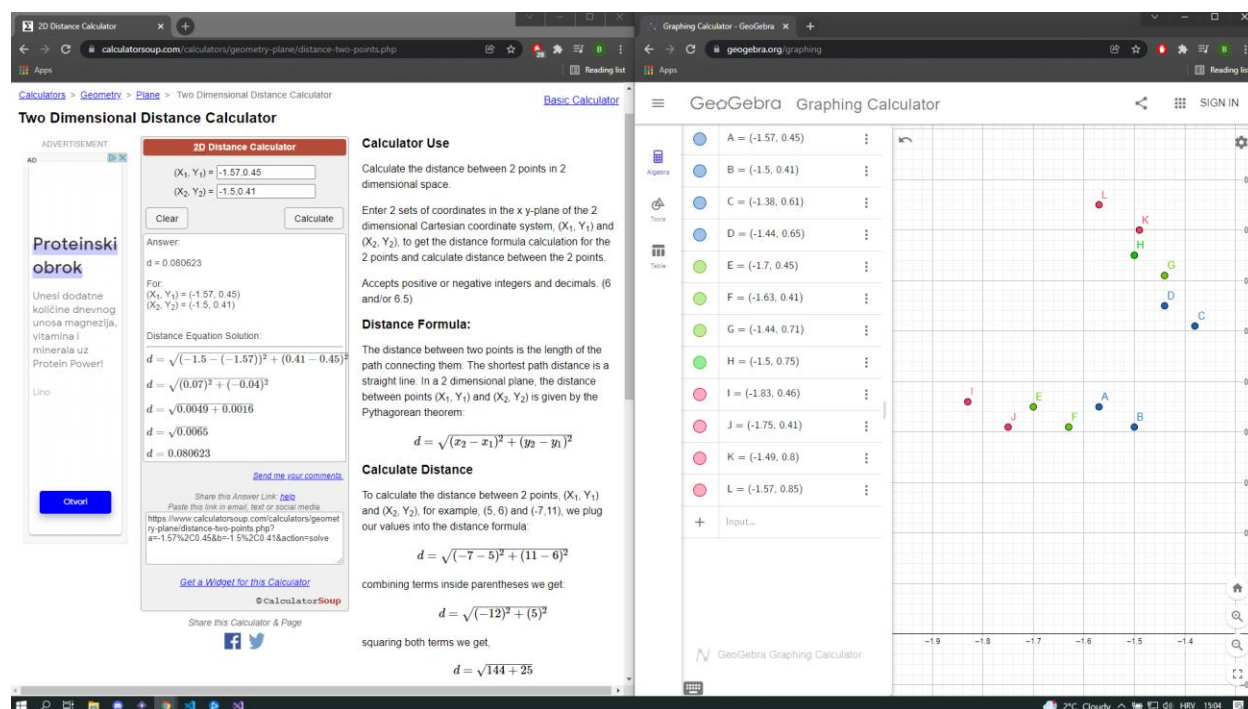 2D Distance Calculator
calculatorsoup.com/calculators/geometry-plane/distance-two-points.php
Apps
Reading list
Calculators > Geometry > Plane > Two Dimensional Distance Calculator
Basic Calculator
Two Dimensional Distance Calculator
ADVERTISEMENT
AD
Proteinski
obrok
Unesi dodatne
količine dnevnog
unosa magnezija,
vitamina i
minerala uz
Protein Power!
Lino
Otvori
2D Distance Calculator
(X₁, Y₁) = -1.57,0.45
(X₂, Y₂) = -1.5,0.41
Clear
Calculate
Answer:
d = 0.080623
For:
(X₁, Y₁) = (-1.57, 0.45)
(X₂, Y₂) = (-1.5, 0.41)
Distance Equation Solution:
d = √(−1.5 − (−1.57))² + (0.41 − 0.45)²
d = √(0.07)² + (−0.04)²
d = √0.0049 + 0.0016
d = √0.0065
d = 0.080623
Send me your comments.
Share this Answer Link: help
Paste this link in email, text or social media.
https://www.calculatorsoup.com/calculators/geomet
ry-plane/distance-two-points.php?
a=-1.57%2C0.45&b=-1.5%2C0.41&action=solve
Get a Widget for this Calculator
©CalculatorSoup
Share this Calculator & Page
Calculator Use
Calculate the distance between 2 points in 2
dimensional space.
Enter 2 sets of coordinates in the x y-plane of the 2
dimensional Cartesian coordinate system, (X₁, Y₁) and
(X₂, Y₂), to get the distance formula calculation for the
2 points and calculate distance between the 2 points.
Accepts positive or negative integers and decimals. (6
and/or 6.5)
Distance Formula:
The distance between two points is the length of the
path connecting them. The shortest path distance is a
straight line. In a 2 dimensional plane, the distance
between points (X₁, Y₁) and (X₂, Y₂) is given by the
Pythagorean theorem:
d = √(x₂ − x₁)² + (y₂ − y₁)²
Calculate Distance
To calculate the distance between 2 points, (X₁, Y₁)
and (X₂, Y₂), for example, (5, 6) and (-7,11), we plug
our values into the distance formula:
d = √(−7 − 5)² + (11 − 6)²
combining terms inside parentheses we get:
d = √(−12)² + (5)²
squaring both terms we get,
d = √144 + 25
Graphing Calculator - GeoGebra
geogebra.org/graphing
Apps
Reading lis
GeoGebra Graphing Calculator
SIGN IN
Algebra
Tools
Table
A = (-1.57, 0.45)
B = (-1.5, 0.41)
C = (-1.38, 0.61)
D = (-1.44, 0.65)
E = (-1.7, 0.45)
F = (-1.63, 0.41)
G = (-1.44, 0.71)
H = (-1.5, 0.75)
I = (-1.83, 0.46)
J = (-1.75, 0.41)
K = (-1.49, 0.8)
L = (-1.57, 0.85)
Input...
GeoGebra Graphing Calculator
L
K
H
G
D
C
I
E
A
J
F
B
-1.9 -1.8 -1.7 -1.6 -1.5 -1.4
2°C Cloudy
HRV 15:04